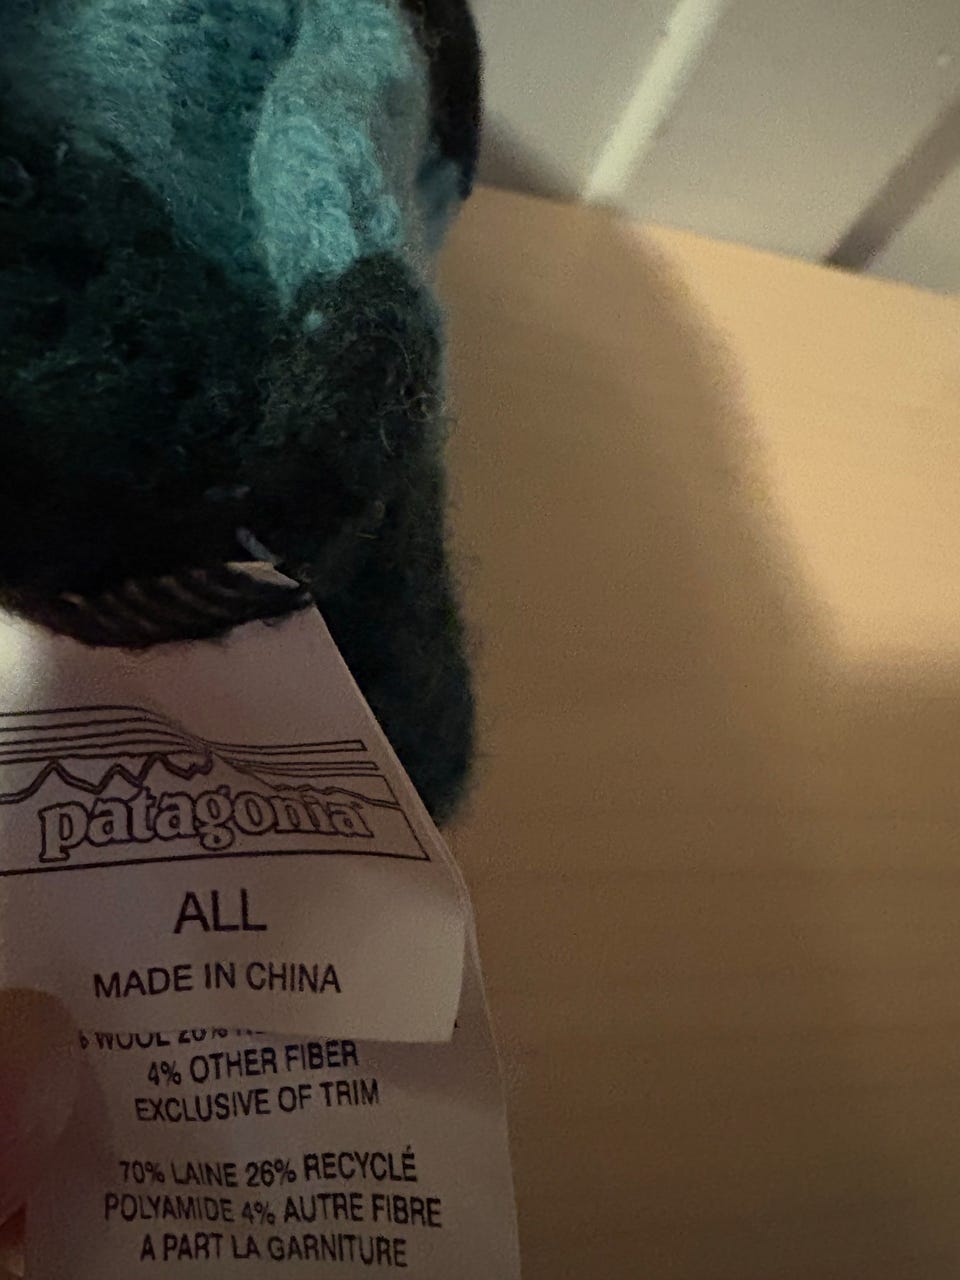 patagonia
ALL
MADE IN CHINA
WOOL
4% OTHER FIBER
EXCLUSIVE OF TRIM
70% LAINE 26% RECYCLÉ
POLYAMIDE 4% AUTRE FIBRE
A PART LA GARNITURE